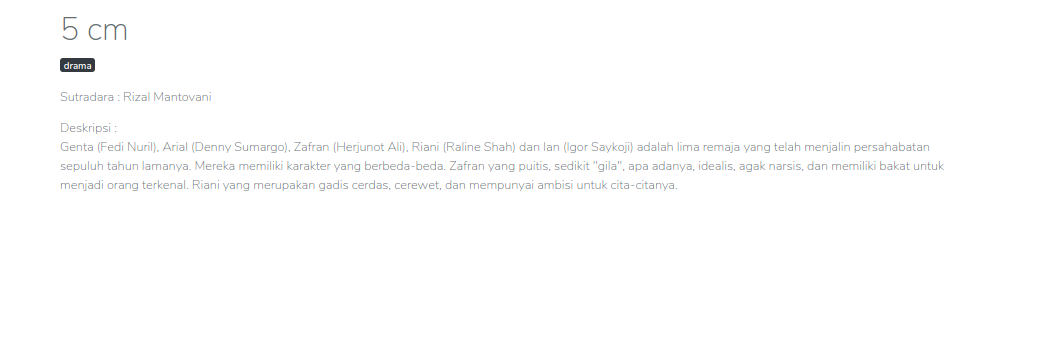 5 cm
drama
Sutradara : Rizal Mantovani
Deskripsi :
Genta (Fedi Nuril), Arial (Denny Sumargo), Zafran (Herjunot Ali), Riani (Raline Shah) dan Ian (Igor Saykoji) adalah lima remaja yang telah menjalin persahabatan
sepuluh tahun lamanya. Mereka memiliki karakter yang berbeda-beda. Zafran yang puitis, sedikit "gila", apa adanya, idealis, agak narsis, dan memiliki bakat untuk
menjadi orang terkenal. Riani yang merupakan gadis cerdas, cerewet, dan mempunyai ambisi untuk cita-citanya.